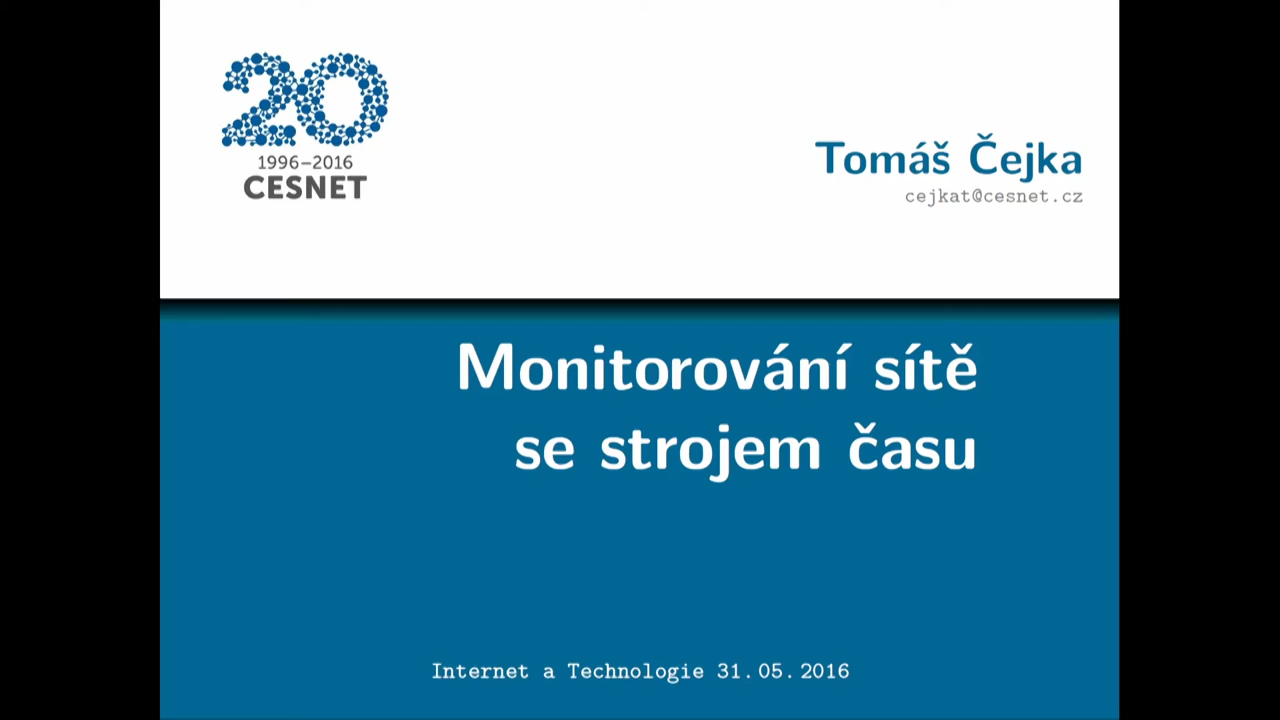 20
1996–2016
CESNET
Tomáš Čejka
cejkat@cesnet.cz
Monitorování sítě
se strojem času
Internet a Technologie 31.05.2016